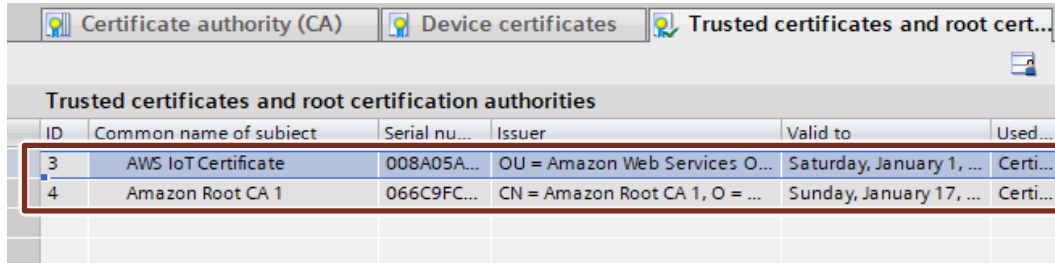 Certificate authority (CA) Device certificates Trusted certificates and root cert...
Trusted certificates and root certification authorities
ID Common name of subject Serial nu... Issuer Valid to Used...
3 AWS IoT Certificate 008A05A... OU = Amazon Web Services O... Saturday, January 1, ... Certi...
4 Amazon Root CA 1 066C9FC... CN = Amazon Root CA 1, O = ... Sunday, January 17, ... Certi...